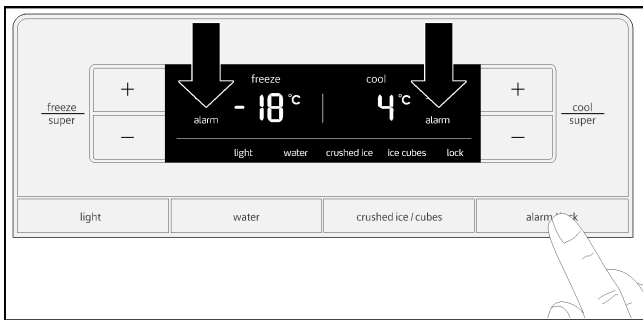 freeze
super
+
−
freeze cool
alarm -18°C 4°C alarm
light water crushed ice ice cubes lock
+
−
cool
super
light water crushed ice / cubes alarm